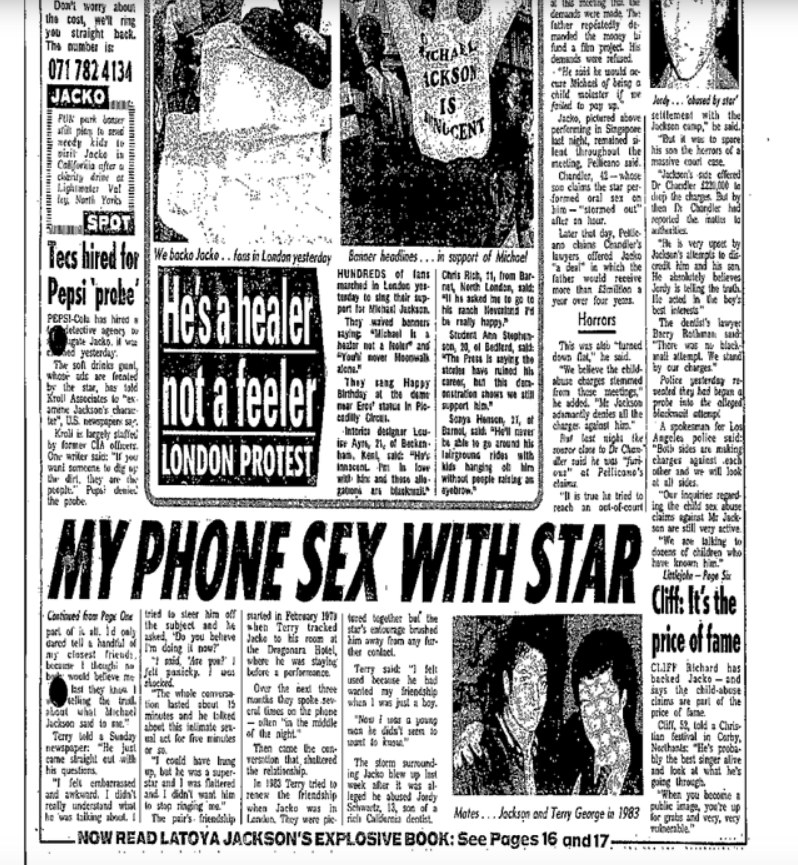 Don't worry about
the cost, we'll ring
you straight back.
The number is:
071 782 4134
JACKO
FUN park boss
still plan to send
needy kids to
visit Jacko in
California after a
charity drive at
Lightwater Val
ley, North Yorks
SPOT
Tecs hired for
Pepsi 'probe'
PEPSI-Cola has hired a
detective agency to
Jacko, it was
yesterday.
The soft drinks giant,
whose ads are fronted
by the star, has told
Kroll Associates to "ex-
amine Jackson's charac-
ter", U.S. newspapers say.
Kroll is largely staffed
by former CIA officers.
One writer said: "If you
want someone to dig up
the dirt, they are the
people." Pepsi denied
the probe.
We backo Jacko . . fans in London yesterday
MICHAEL
JACKSON
IS
INNOCENT
Banner headlines . . . in support of Michael
He's a healer
not a feeler
LONDON PROTEST
HUNDREDS of fans
marched in London yes-
terday to sing their sup-
port for Michael Jackson.
They waived banners
saying: "Michael is a
healer not a feeler" and
"You'll never Moonwalk
alone."
They sang Happy
Birthday at the demo
near Eros' statue in Pic-
cadilly Circus.
Interior designer Lou-
ise Ayre, 21, of Becken-
ham, Kent, said: "He's
innocent. I'm in love
with him and these alle-
gations are blackmail."
Chris Rich, 11, from Bar-
net, North London, said:
"If he asked me to go to
his ranch Neverland I'd
be really happy."
Student Ann Stephen-
son, 20, of Bedford, said:
"The Press is saying the
stories have ruined his
career, but this dem-
onstration shows we still
support him."
Sonya Henson, 21, of
Barnet, said: "He'll never
be able to go around his
fairground rides with
kids hanging off him
without people raising an
eyebrow."
at this meeting that the
demands were made. The
father repeatedly de-
manded the money to
fund a film project. His
demands were refused.
"He said he would ac-
cuse Michael of being a
child molester if we
failed to pay up."
Jacko, pictured above
performing in Singapore
last night, remained si-
lent throughout the
meeting, Pellicano said.
Chandler, 42 — whose
son claims the star per-
formed oral sex on
him — "stormed out"
after an hour.
Later that day, Pellic-
ano claims Chandler's
lawyers offered Jacko
"a deal" in which the
father would receive
more than £3million a
year over four years.
Horrors
This was also "turned
down flat," he said.
"We believe the child-
abuse charges stemmed
from these meetings,"
he added. "Mr Jackson
adamantly denies all the
charges against him."
But last night the
source close to Dr Chan-
dler said he was "furi-
ous" at Pellicano's
claims.
"It is true he tried to
reach an out-of-court
Jordy . . . 'abused by star'
settlement with the
Jackson camp," he said.
"But it was to spare
his son the horrors of a
massive court case.
"Jackson's side offered
Dr Chandler £220,000 to
drop the charges. But by
then Dr Chandler had
reported the matter to
authorities.
"He is very upset by
Jackson's attempts to dis-
credit him and his son.
He absolutely believes
Jordy is telling the truth.
He acted in the boy's
best interests"
The dentist's lawyer
Barry Rothman said:
"There was no black-
mail attempt. We stand
by our charges."
Police yesterday re-
vealed they had begun a
probe into the alleged
blackmail attempt
A spokesman for Los
Angeles police said:
"Both sides are making
charges against each
other and we will look
at all sides.
"Our inquiries regard-
ing the child sex abuse
claims against Mr Jack-
son are still very active.
"We are talking to
dozens of children who
have known him."
Littlejohn — Page Six
MY PHONE SEX WITH STAR
Continued from Page One
part of it all. I'd only
dared tell a handful of
my closest friends,
because I thought no
would believe me
last they know I
telling the truth
about what Michael
Jackson said to me."
Terry told a Sunday
newspaper: "He just
came straight out with
his questions.
"I felt embarrassed
and awkward. I didn't
really understand what
he was talking about. I
tried to steer him off
the subject and he
asked, 'Do you believe
I'm doing it now?'
"I said, 'Are you?' I
felt panicky. I was
shocked.
"The whole conversa-
tion lasted about 15
minutes and he talked
about this intimate sex-
ual act for five minutes
or so.
"I could have hung
up, but he was a super-
star and I was flattered
and I didn't want him
to stop ringing me."
The pair's friendship
started in February 1979
when Terry tracked
Jacko to his room at
the Dragonara Hotel,
where he was staying
before a performance.
Over the next three
months they spoke sev-
eral times on the phone
— often "in the middle
of the night."
Then came the con-
versation that shattered
the relationship.
In 1983 Terry tried to
renew the friendship
when Jacko was in
London. They were pic-
tured together but the
star's entourage brushed
him away from any fur-
ther contact.
Terry said: "I felt
used because he had
wanted my friendship
when I was just a boy.
"Now I was a young
man he didn't seem to
want to know."
The storm surround-
ing Jacko blew up last
week after it was al-
leged he abused Jordy
Schwartz, 13, son of a
rich California dentist.
Mates . . . Jackson and Terry George in 1983
Cliff: It's the
price of fame
CLIFF Richard has
backed Jacko — and
says the child-abuse
claims are part of the
price of fame.
Cliff, 52, told a Chris-
tian festival in Corby,
Northants: "He's proba-
bly the best singer alive
and look at what he's
going through.
"When you become a
public image, you're up
for grabs and very, very
vulnerable."
NOW READ LATOYA JACKSON'S EXPLOSIVE BOOK: See Pages 16 and 17